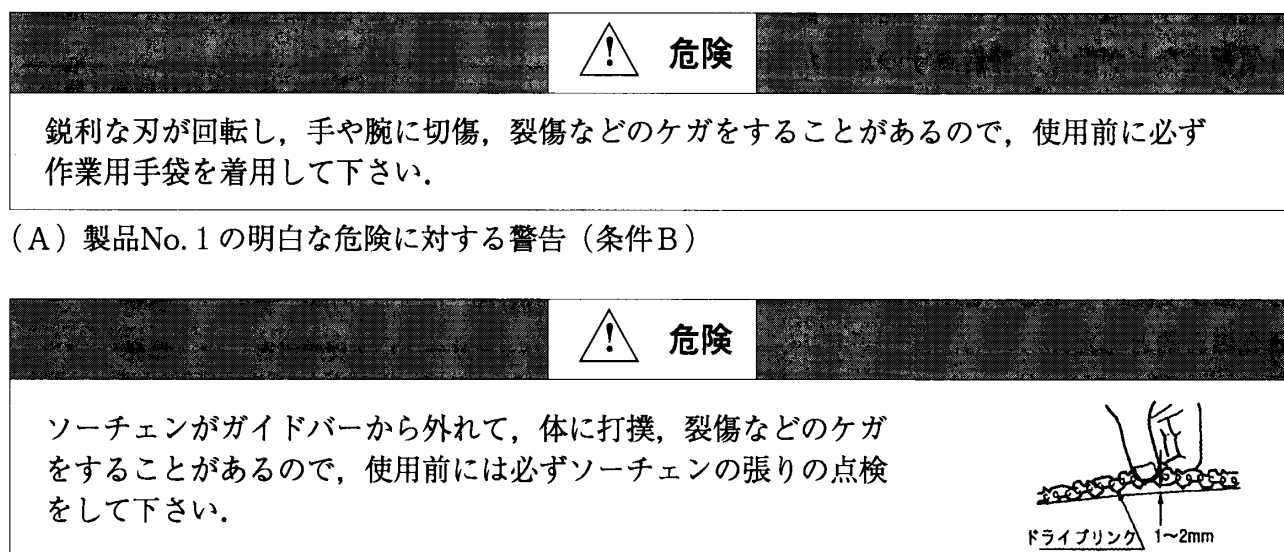 危険
鋭利な刃が回転し，手や腕に切傷，裂傷などのケガをすることがあるので，使用前に必ず
作業用手袋を着用して下さい．
（A）製品No.1の明白な危険に対する警告（条件B）
危険
ソーチェンがガイドバーから外れて，体に打撲，裂傷などのケガ
をすることがあるので，使用前には必ずソーチェンの張りの点検
をして下さい．
ドライブリンク 1～2mm